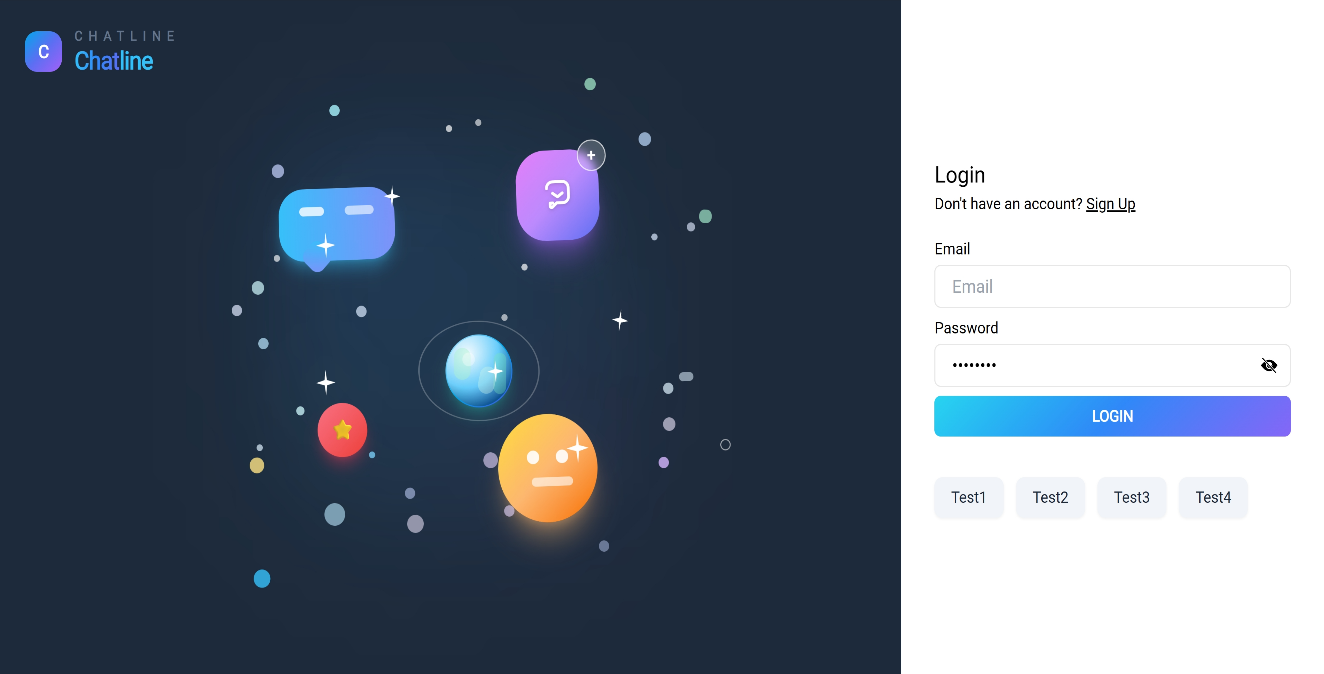 C
CHATLINE
Chatline
+
Login
Don't have an account? Sign Up
Email
Email
Password
••••••••
LOGIN
Test1
Test2
Test3
Test4